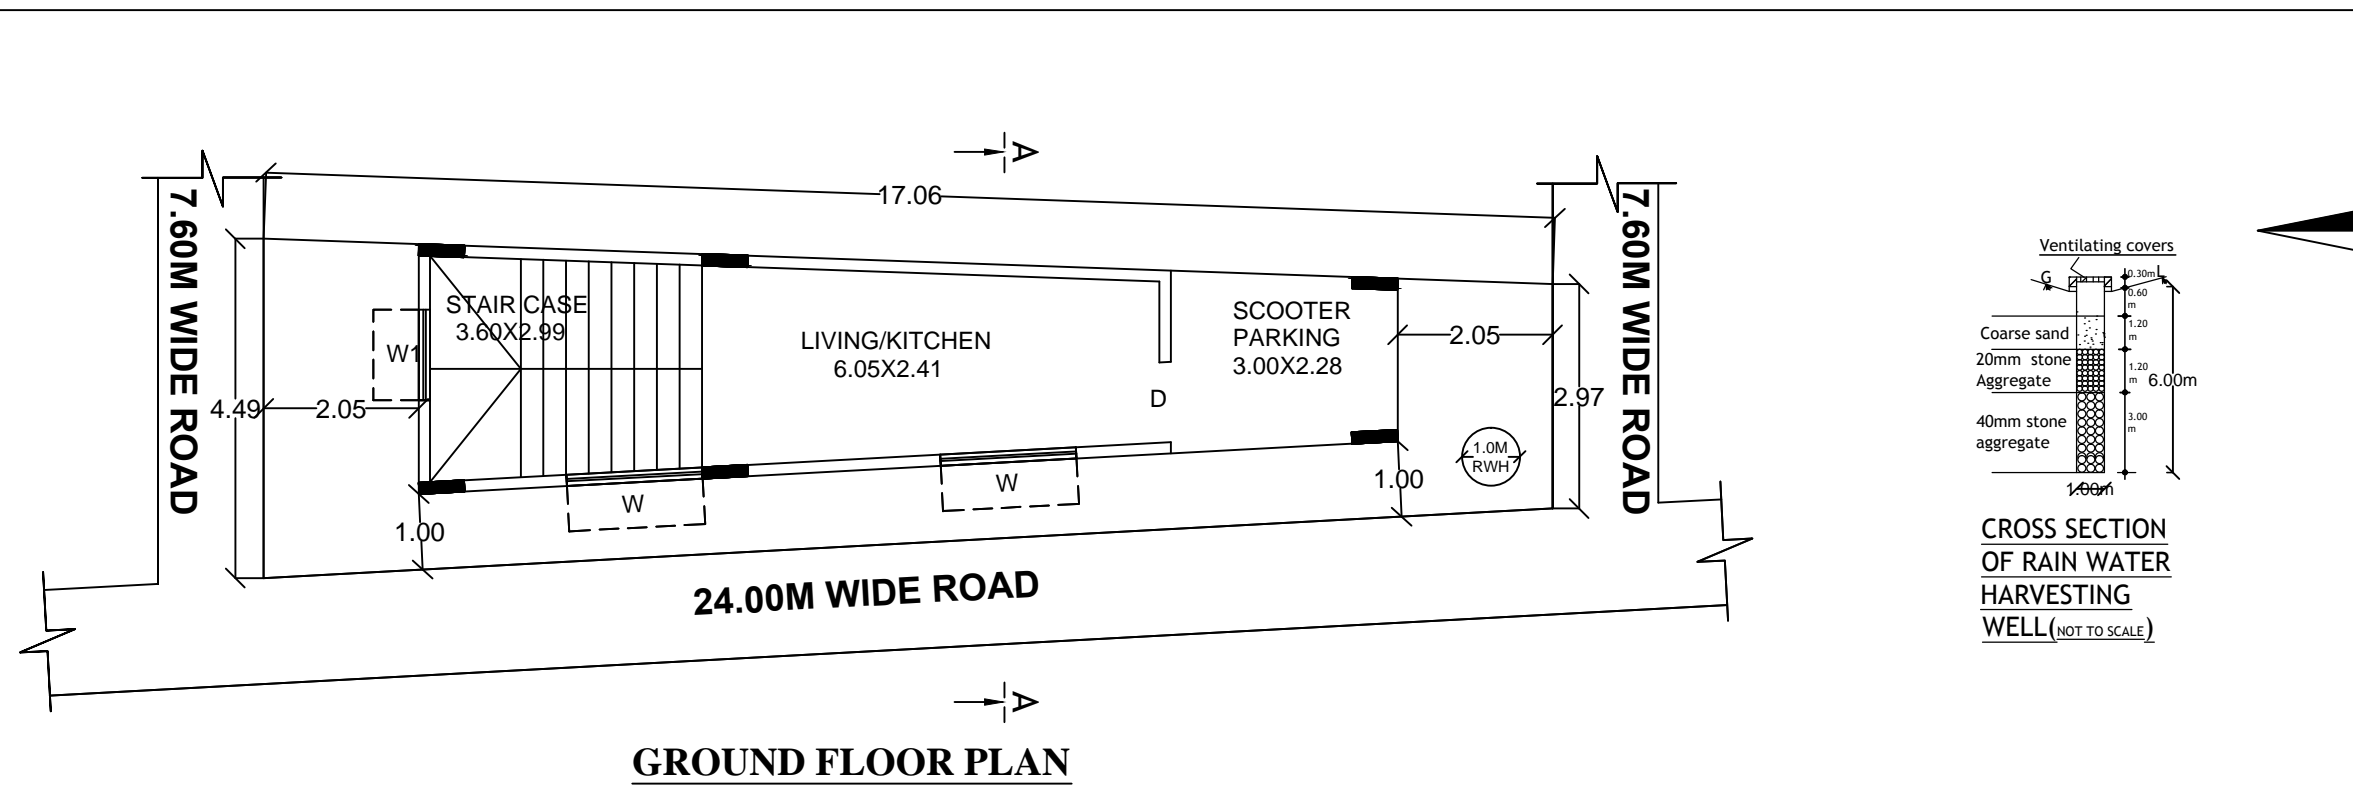 A
17.06
7.60M WIDE ROAD
7.60M WIDE ROAD
STAIR CASE
3.60X2.99
W1
LIVING/KITCHEN
6.05X2.41
SCOOTER
PARKING
3.00X2.28
2.05
4.49
2.05
D
2.97
1.0M
RWH
W
W
1.00
1.00
24.00M WIDE ROAD
A
GROUND FLOOR PLAN
Ventilating covers
G
L
0.30m
0.60
m
Coarse sand
1.20
m
20mm stone
Aggregate
1.20
m
6.00m
40mm stone
aggregate
3.00
m
1.00m
CROSS SECTION
OF RAIN WATER
HARVESTING
WELL(NOT TO SCALE)